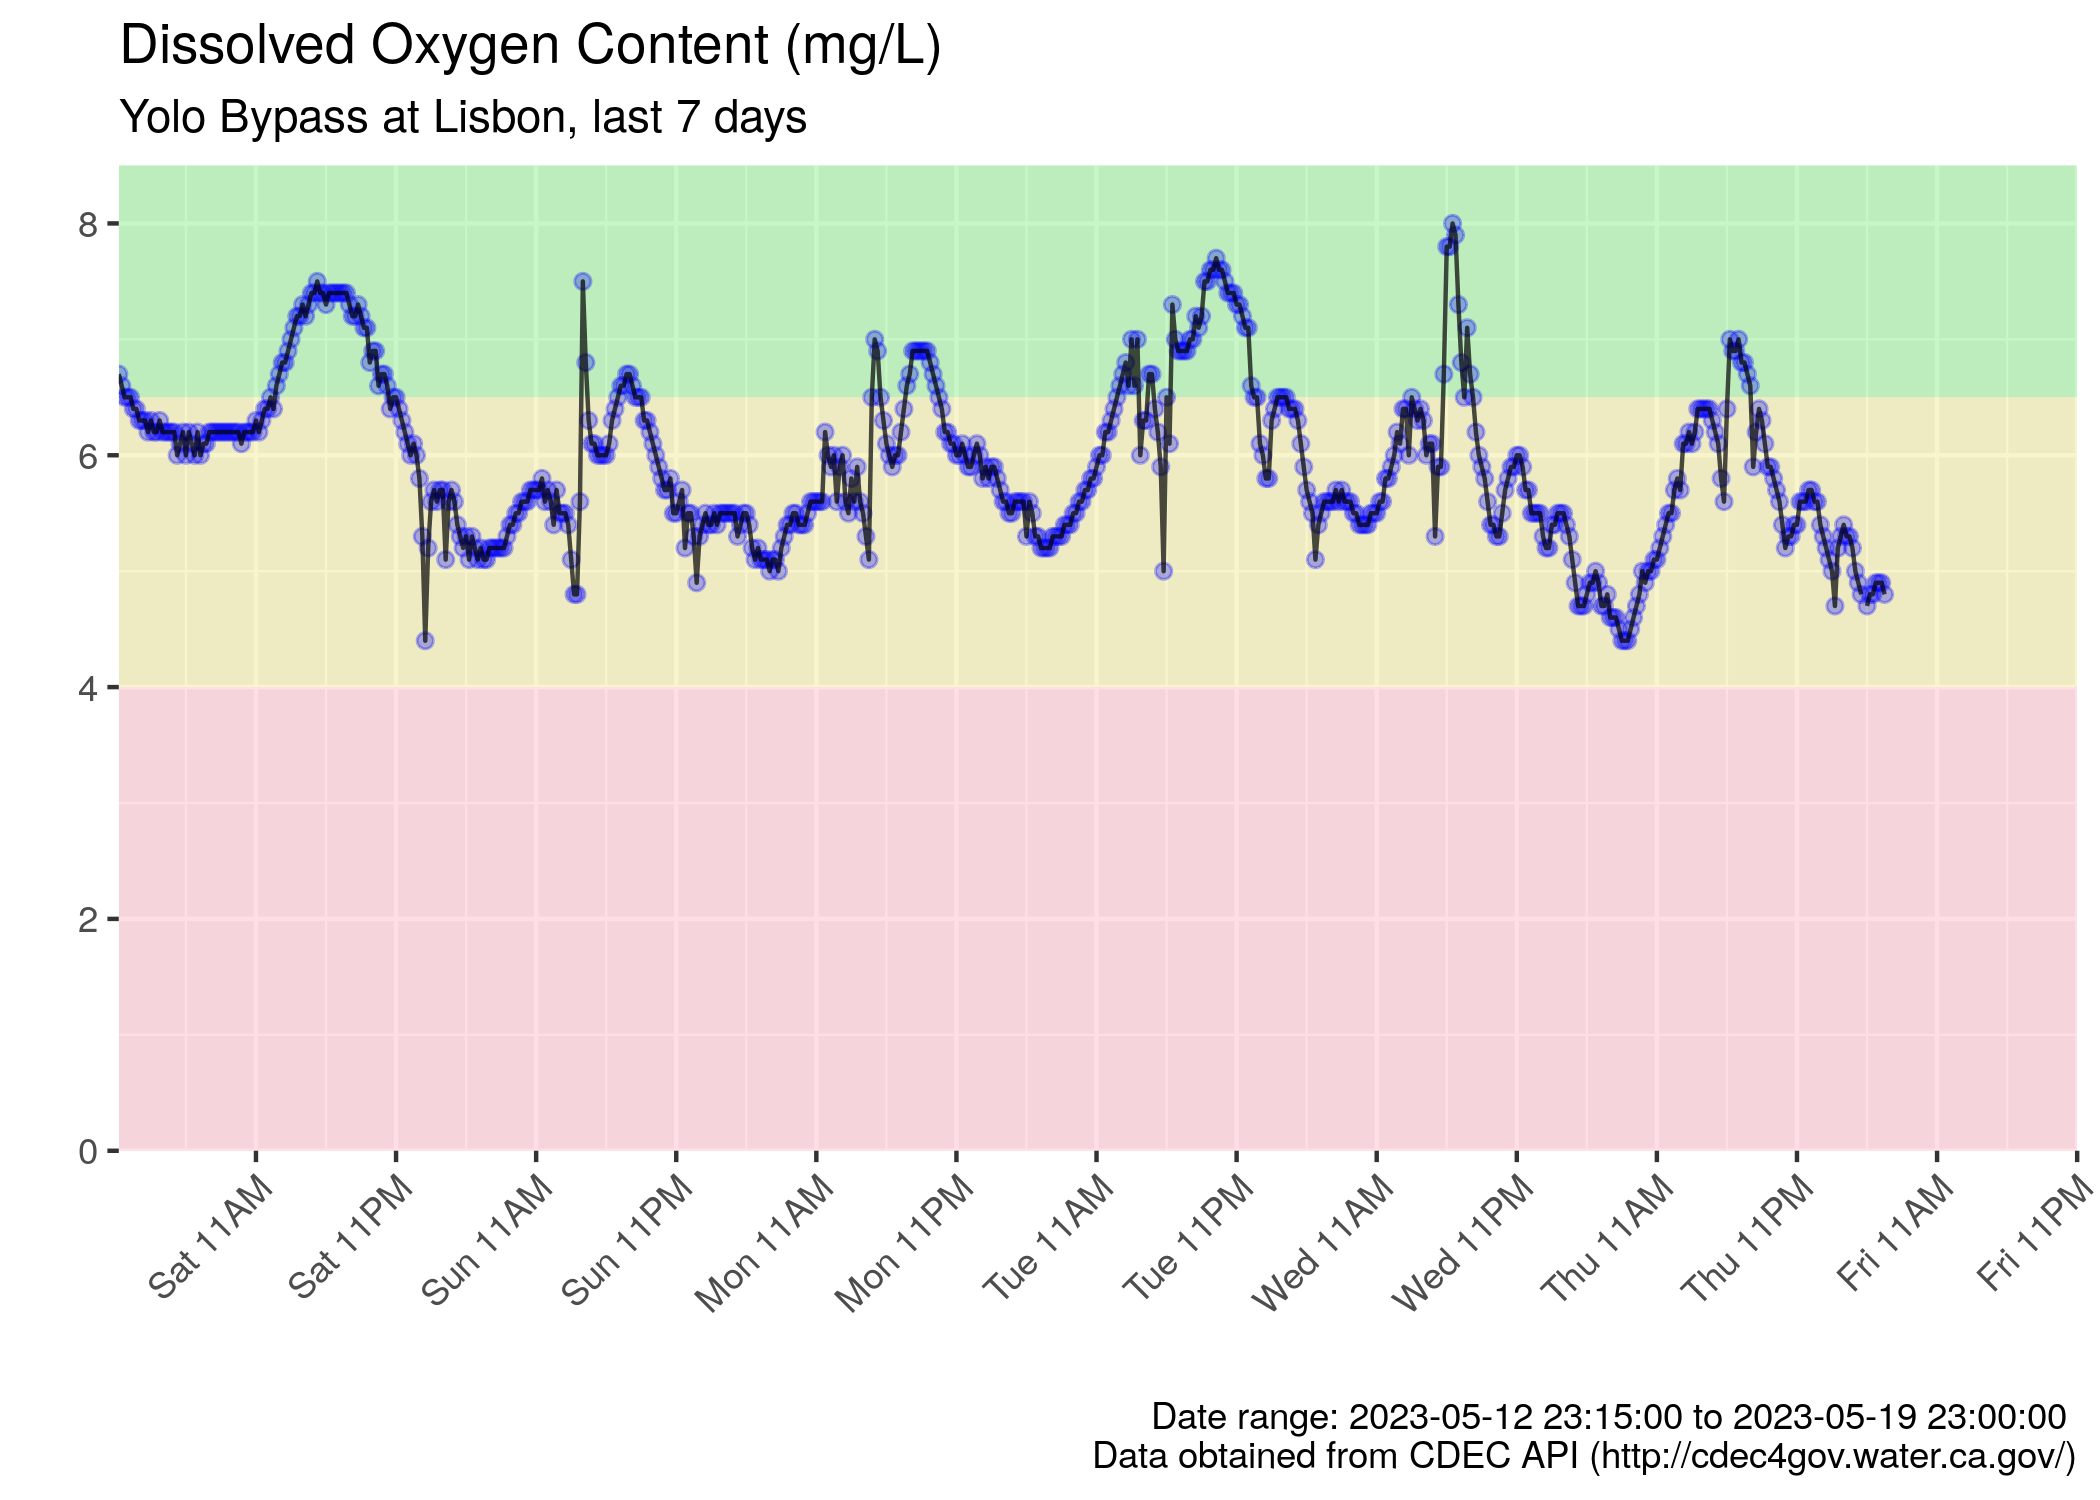 Dissolved Oxygen Content (mg/L)
Yolo Bypass at Lisbon, last 7 days
8
6
4
2
0
Sat 11AM
Sat 11PM
Sun 11AM
Sun 11PM
Mon 11AM
Mon 11PM
Tue 11AM
Tue 11PM
Wed 11AM
Wed 11PM
Thu 11AM
Thu 11PM
Fri 11AM
Fri 11PM
Date range: 2023-05-12 23:15:00 to 2023-05-19 23:00:00
Data obtained from CDEC API (http://cdec4gov.water.ca.gov/)